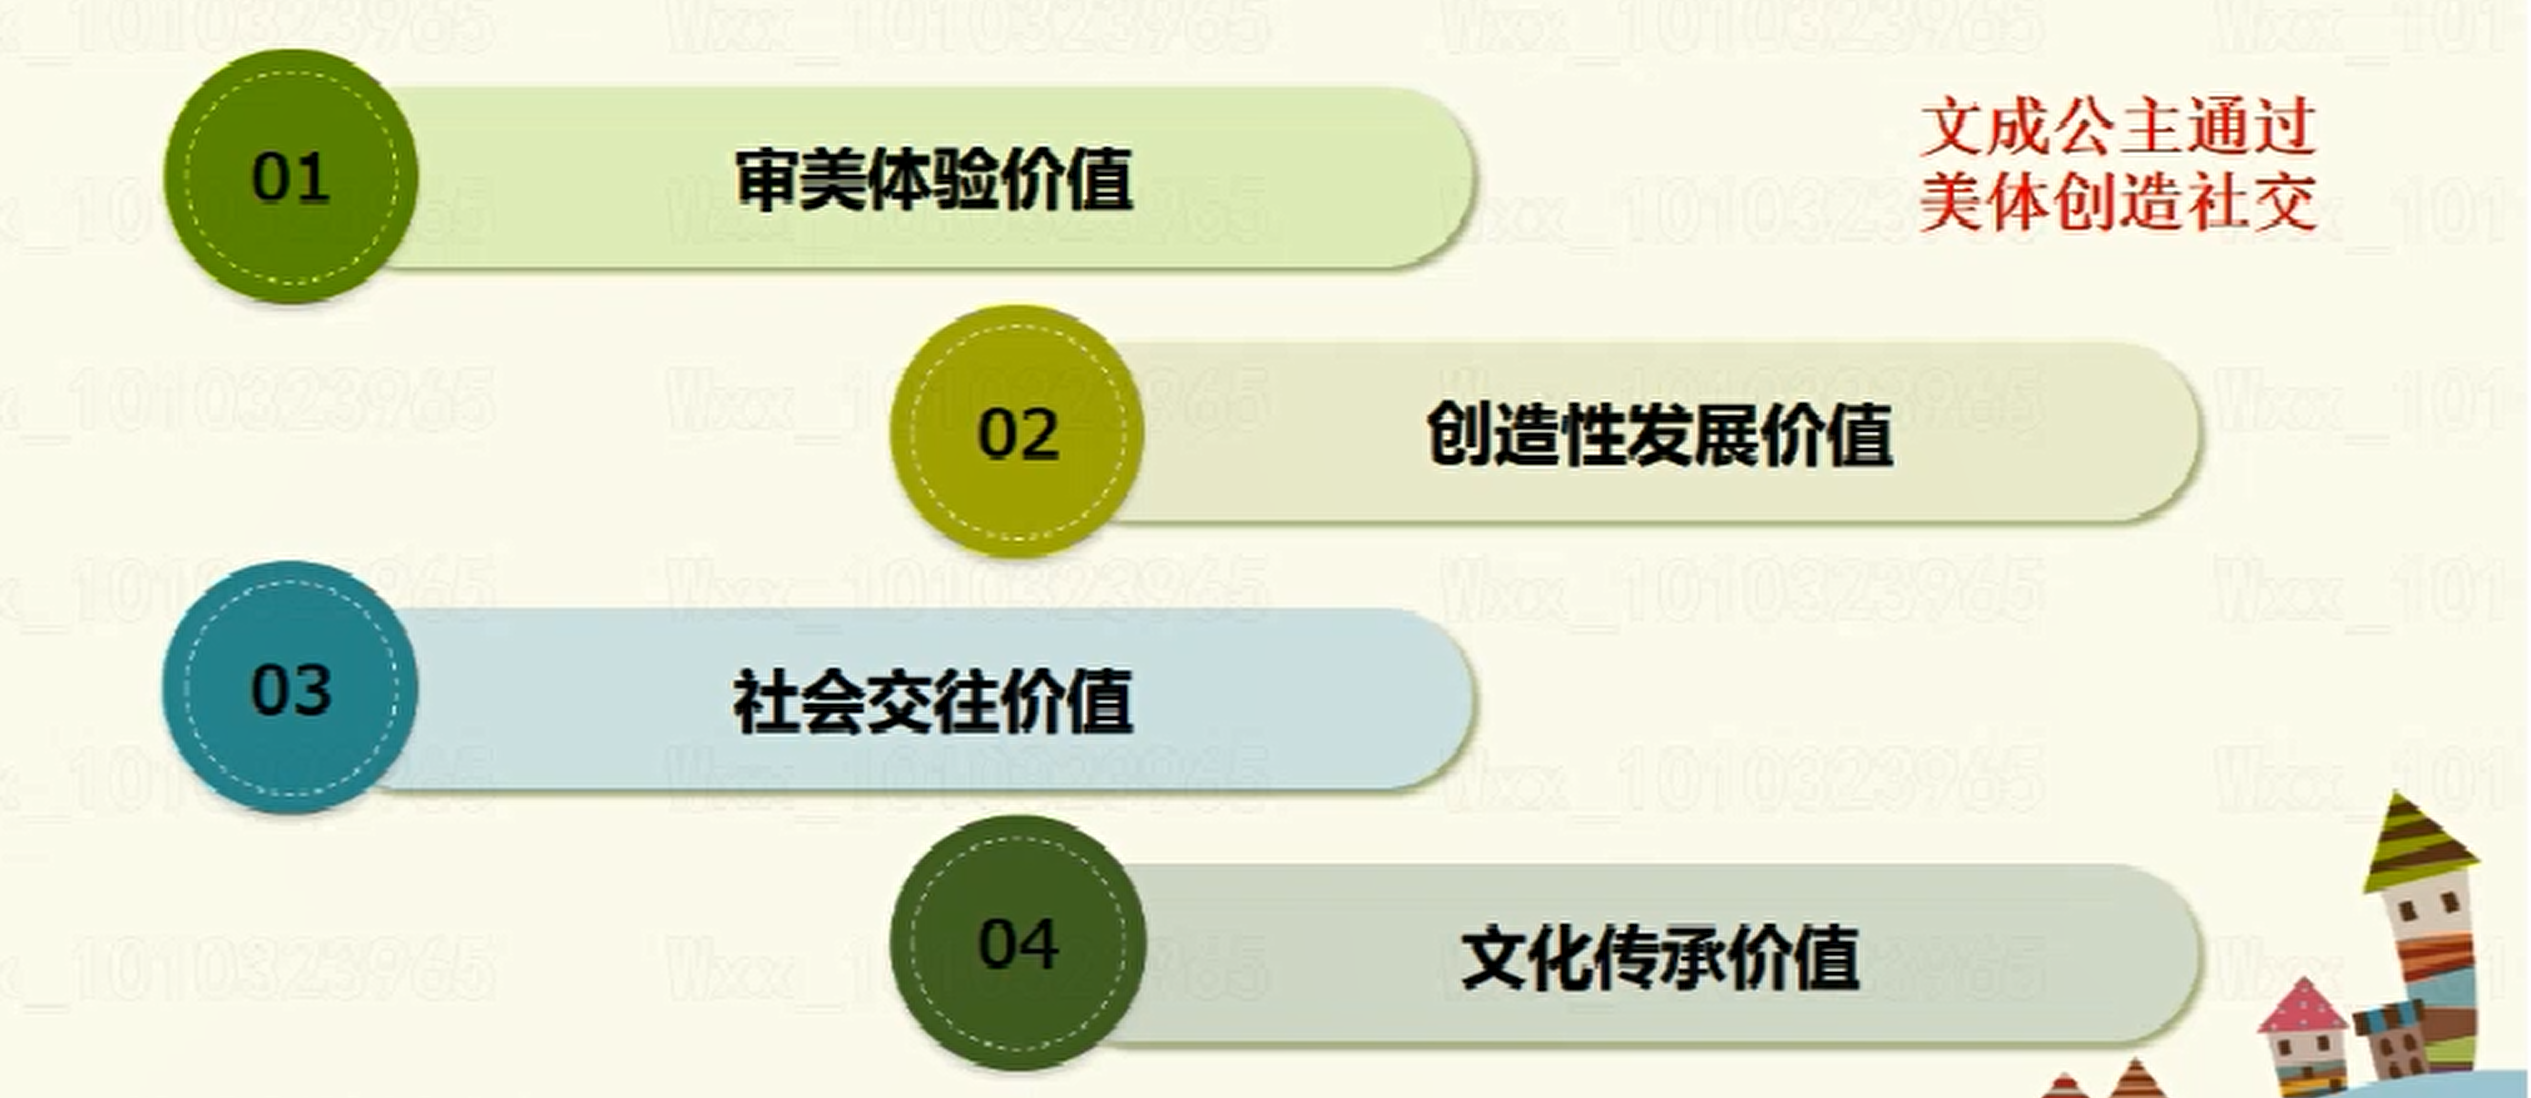 01
审美体验价值
文成公主通过
美体创造社交
02
创造性发展价值
03
社会交往价值
04
文化传承价值
Wxx_1010323965